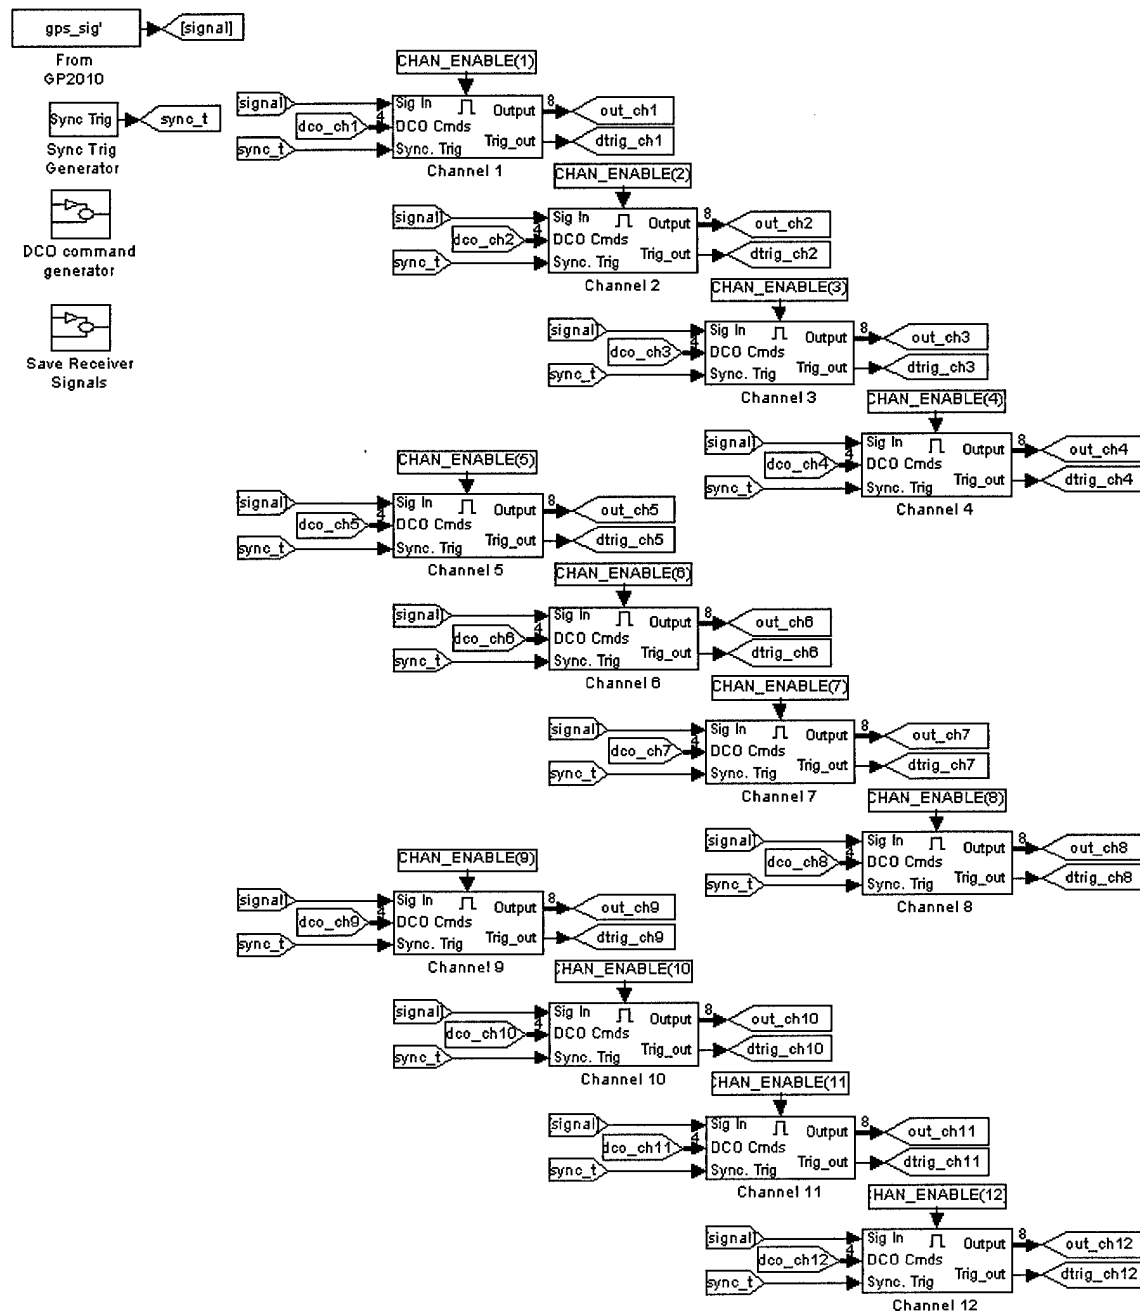 gps_sig'
[signal]
From
GP2010
Sync Trig
sync_t
Sync Trig
Generator
DCO command
generator
Save Receiver
Signals
CHAN_ENABLE(1)
[signal]
dco_ch1
sync_t
4
Sig In
DCO Cmds
Sync. Trig
Output
Trig_out
8
out_ch1
dtrig_ch1
Channel 1
CHAN_ENABLE(2)
[signal]
dco_ch2
sync_t
4
Sig In
DCO Cmds
Sync. Trig
Output
Trig_out
8
out_ch2
dtrig_ch2
Channel 2
CHAN_ENABLE(3)
[signal]
dco_ch3
sync_t
4
Sig In
DCO Cmds
Sync. Trig
Output
Trig_out
8
out_ch3
dtrig_ch3
Channel 3
CHAN_ENABLE(4)
[signal]
dco_ch4
sync_t
4
Sig In
DCO Cmds
Sync. Trig
Output
Trig_out
8
out_ch4
dtrig_ch4
Channel 4
CHAN_ENABLE(5)
[signal]
dco_ch5
sync_t
4
Sig In
DCO Cmds
Sync. Trig
Output
Trig_out
8
out_ch5
dtrig_ch5
Channel 5
CHAN_ENABLE(6)
[signal]
dco_ch6
sync_t
4
Sig In
DCO Cmds
Sync. Trig
Output
Trig_out
8
out_ch6
dtrig_ch6
Channel 6
CHAN_ENABLE(7)
[signal]
dco_ch7
sync_t
4
Sig In
DCO Cmds
Sync. Trig
Output
Trig_out
8
out_ch7
dtrig_ch7
Channel 7
CHAN_ENABLE(8)
[signal]
dco_ch8
sync_t
4
Sig In
DCO Cmds
Sync. Trig
Output
Trig_out
8
out_ch8
dtrig_ch8
Channel 8
CHAN_ENABLE(9)
[signal]
dco_ch9
sync_t
4
Sig In
DCO Cmds
Sync. Trig
Output
Trig_out
8
out_ch9
dtrig_ch9
Channel 9
CHAN_ENABLE(10
[signal]
dco_ch10
sync_t
4
Sig In
DCO Cmds
Sync. Trig
Output
Trig_out
8
out_ch10
dtrig_ch10
Channel 10
CHAN_ENABLE(11
[signal]
dco_ch11
sync_t
4
Sig In
DCO Cmds
Sync. Trig
Output
Trig_out
8
out_ch11
dtrig_ch11
Channel 11
HAN_ENABLE(12)
[signal]
dco_ch12
sync_t
4
Sig In
DCO Cmds
Sync. Trig
Output
Trig_out
8
out_ch12
dtrig_ch12
Channel 12